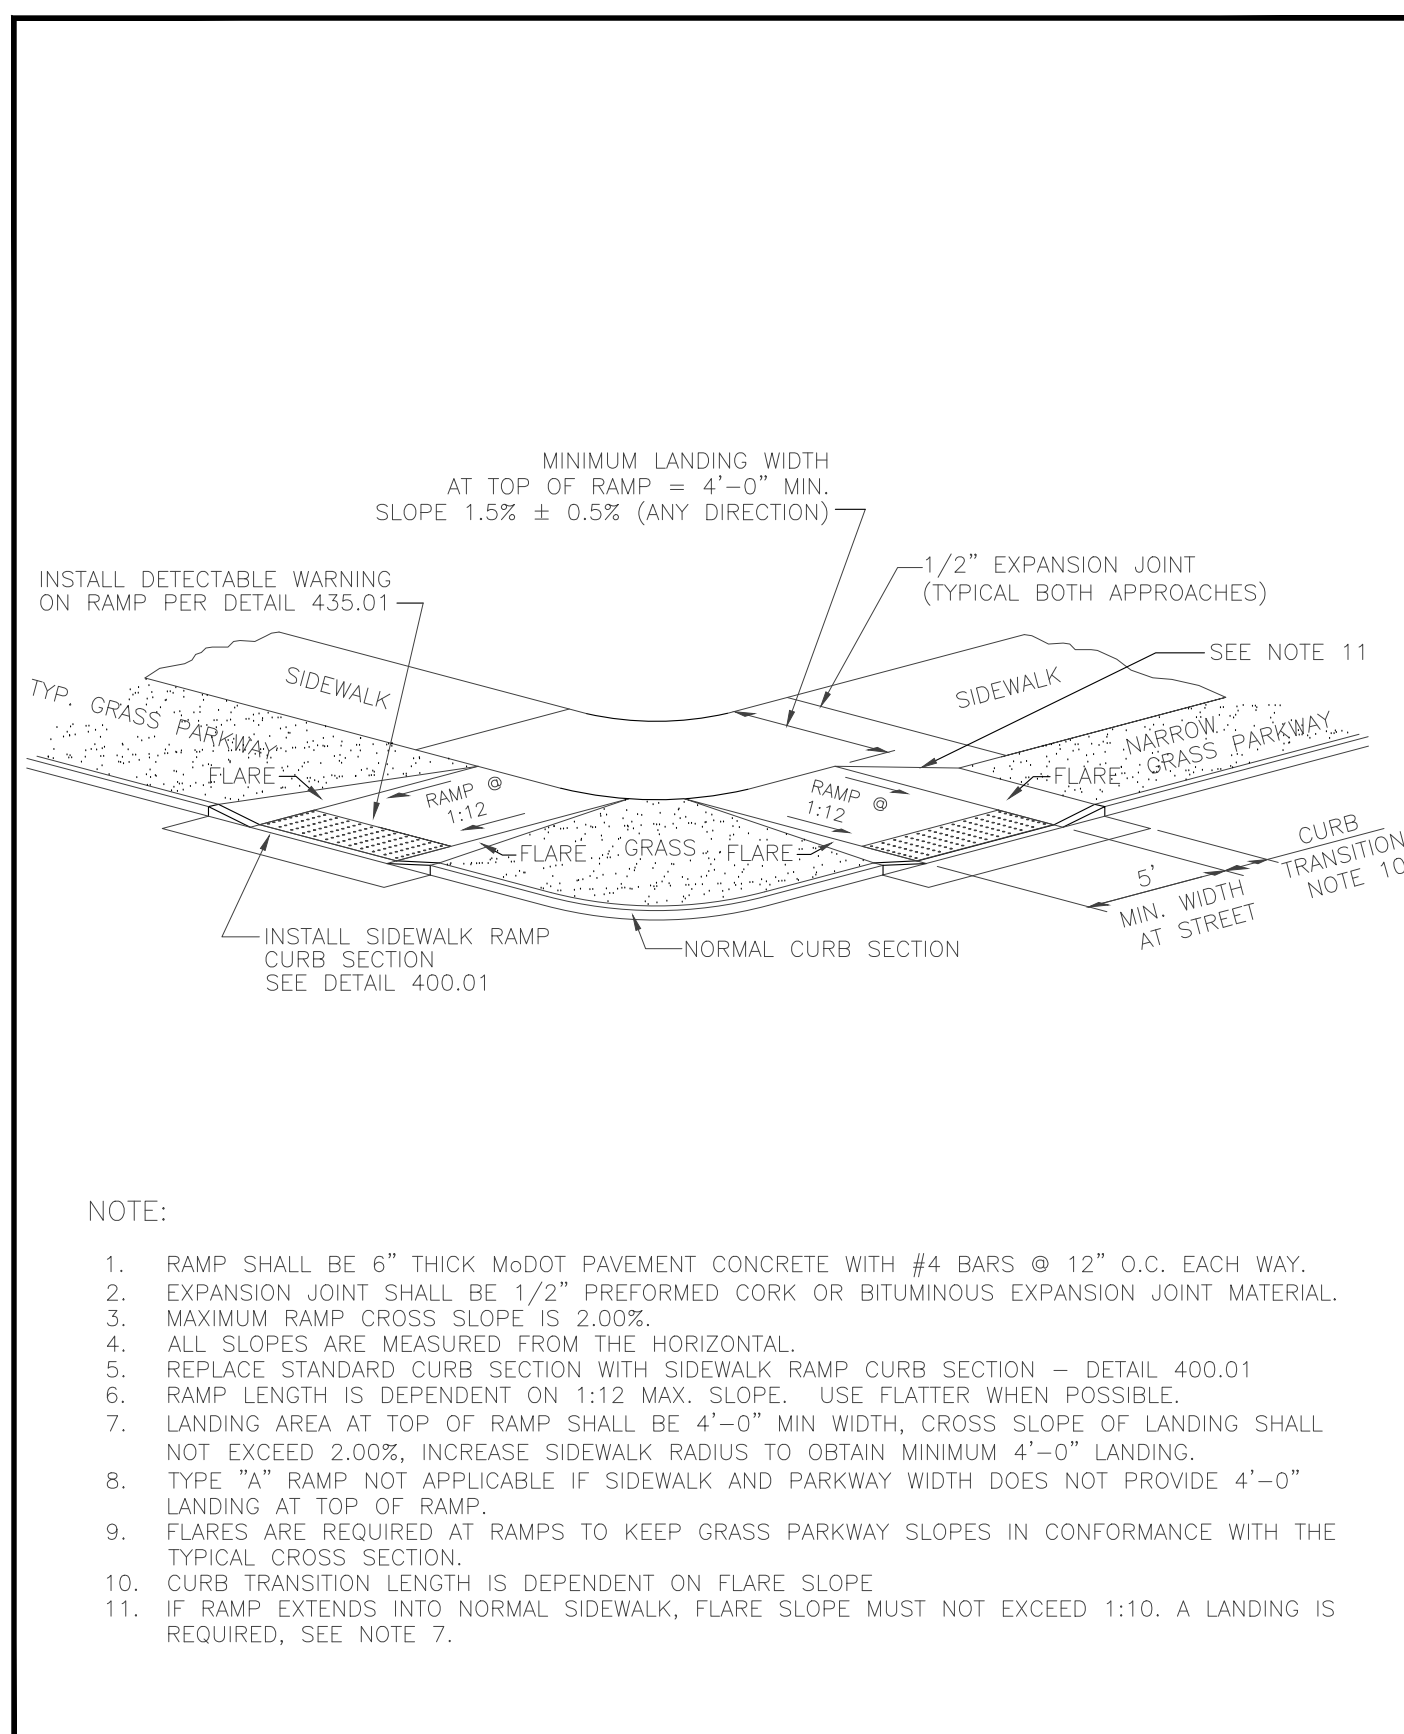 MINIMUM LANDING WIDTH
AT TOP OF RAMP = 4'-0" MIN.
SLOPE 1.5% ± 0.5% (ANY DIRECTION)
1/2" EXPANSION JOINT
(TYPICAL BOTH APPROACHES)
INSTALL DETECTABLE WARNING
ON RAMP PER DETAIL 435.01
SEE NOTE 11
SIDEWALK
SIDEWALK
TYP. GRASS PARKWAY
NARROW
GRASS PARKWAY
FLARE
RAMP @
1:12
RAMP @
1:12
FLARE
FLARE
GRASS
FLARE
CURB
TRANSITION
NOTE 10
5'
MIN. WIDTH
AT STREET
INSTALL SIDEWALK RAMP
CURB SECTION
SEE DETAIL 400.01
NORMAL CURB SECTION
NOTE:
1. RAMP SHALL BE 6" THICK MoDOT PAVEMENT CONCRETE WITH #4 BARS @ 12" O.C. EACH WAY.
2. EXPANSION JOINT SHALL BE 1/2" PREFORMED CORK OR BITUMINOUS EXPANSION JOINT MATERIAL.
3. MAXIMUM RAMP CROSS SLOPE IS 2.00%.
4. ALL SLOPES ARE MEASURED FROM THE HORIZONTAL.
5. REPLACE STANDARD CURB SECTION WITH SIDEWALK RAMP CURB SECTION – DETAIL 400.01
6. RAMP LENGTH IS DEPENDENT ON 1:12 MAX. SLOPE. USE FLATTER WHEN POSSIBLE.
7. LANDING AREA AT TOP OF RAMP SHALL BE 4'-0" MIN WIDTH, CROSS SLOPE OF LANDING SHALL
NOT EXCEED 2.00%, INCREASE SIDEWALK RADIUS TO OBTAIN MINIMUM 4'-0" LANDING.
8. TYPE "A" RAMP NOT APPLICABLE IF SIDEWALK AND PARKWAY WIDTH DOES NOT PROVIDE 4'-0"
LANDING AT TOP OF RAMP.
9. FLARES ARE REQUIRED AT RAMPS TO KEEP GRASS PARKWAY SLOPES IN CONFORMANCE WITH THE
TYPICAL CROSS SECTION.
10. CURB TRANSITION LENGTH IS DEPENDENT ON FLARE SLOPE
11. IF RAMP EXTENDS INTO NORMAL SIDEWALK, FLARE SLOPE MUST NOT EXCEED 1:10. A LANDING IS
REQUIRED, SEE NOTE 7.